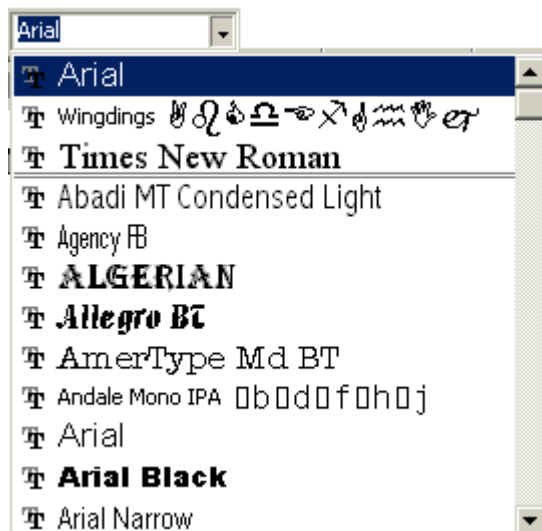 Arial
Arial
Wingdings ✌♌👌♎☜♐☝♒🖐er
Times New Roman
Abadi MT Condensed Light
Agency FB
ALGERIAN
Allegro BT
AmerType Md BT
Andale Mono IPA ▯b▯d▯f▯h▯j
Arial
Arial Black
Arial Narrow